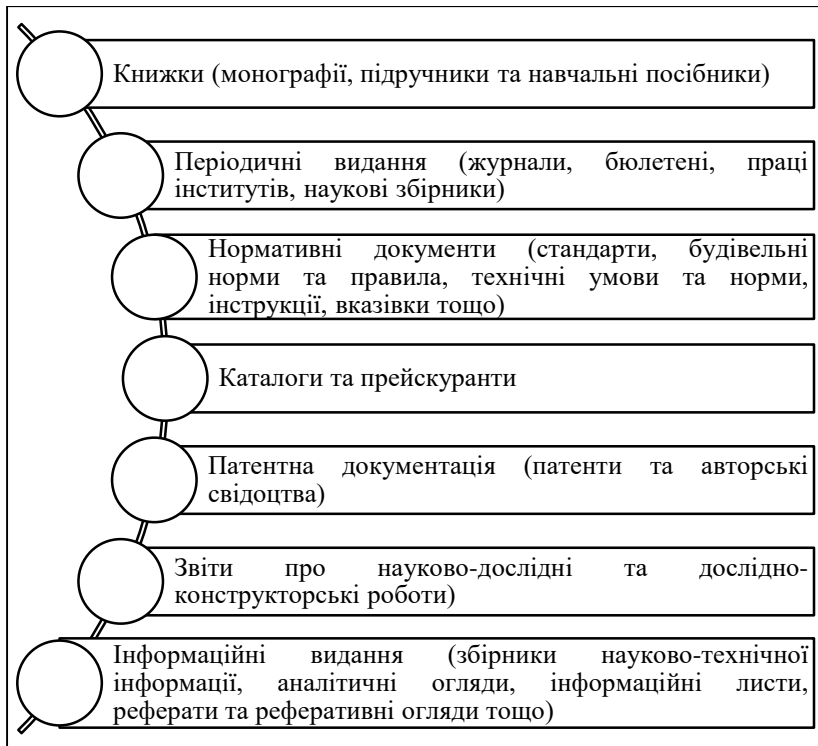 Книжки (монографії, підручники та навчальні посібники)
Періодичні видання (журнали, бюлетені, праці
інститутів, наукові збірники)
Нормативні документи (стандарти, будівельні
норми та правила, технічні умови та норми,
інструкції, вказівки тощо)
Каталоги та прейскуранти
Патентна документація (патенти та авторські
свідоцтва)
Звіти про науково-дослідні та дослідно-
конструкторські роботи)
Інформаційні видання (збірники науково-технічної
інформації, аналітичні огляди, інформаційні листи,
реферати та реферативні огляди тощо)